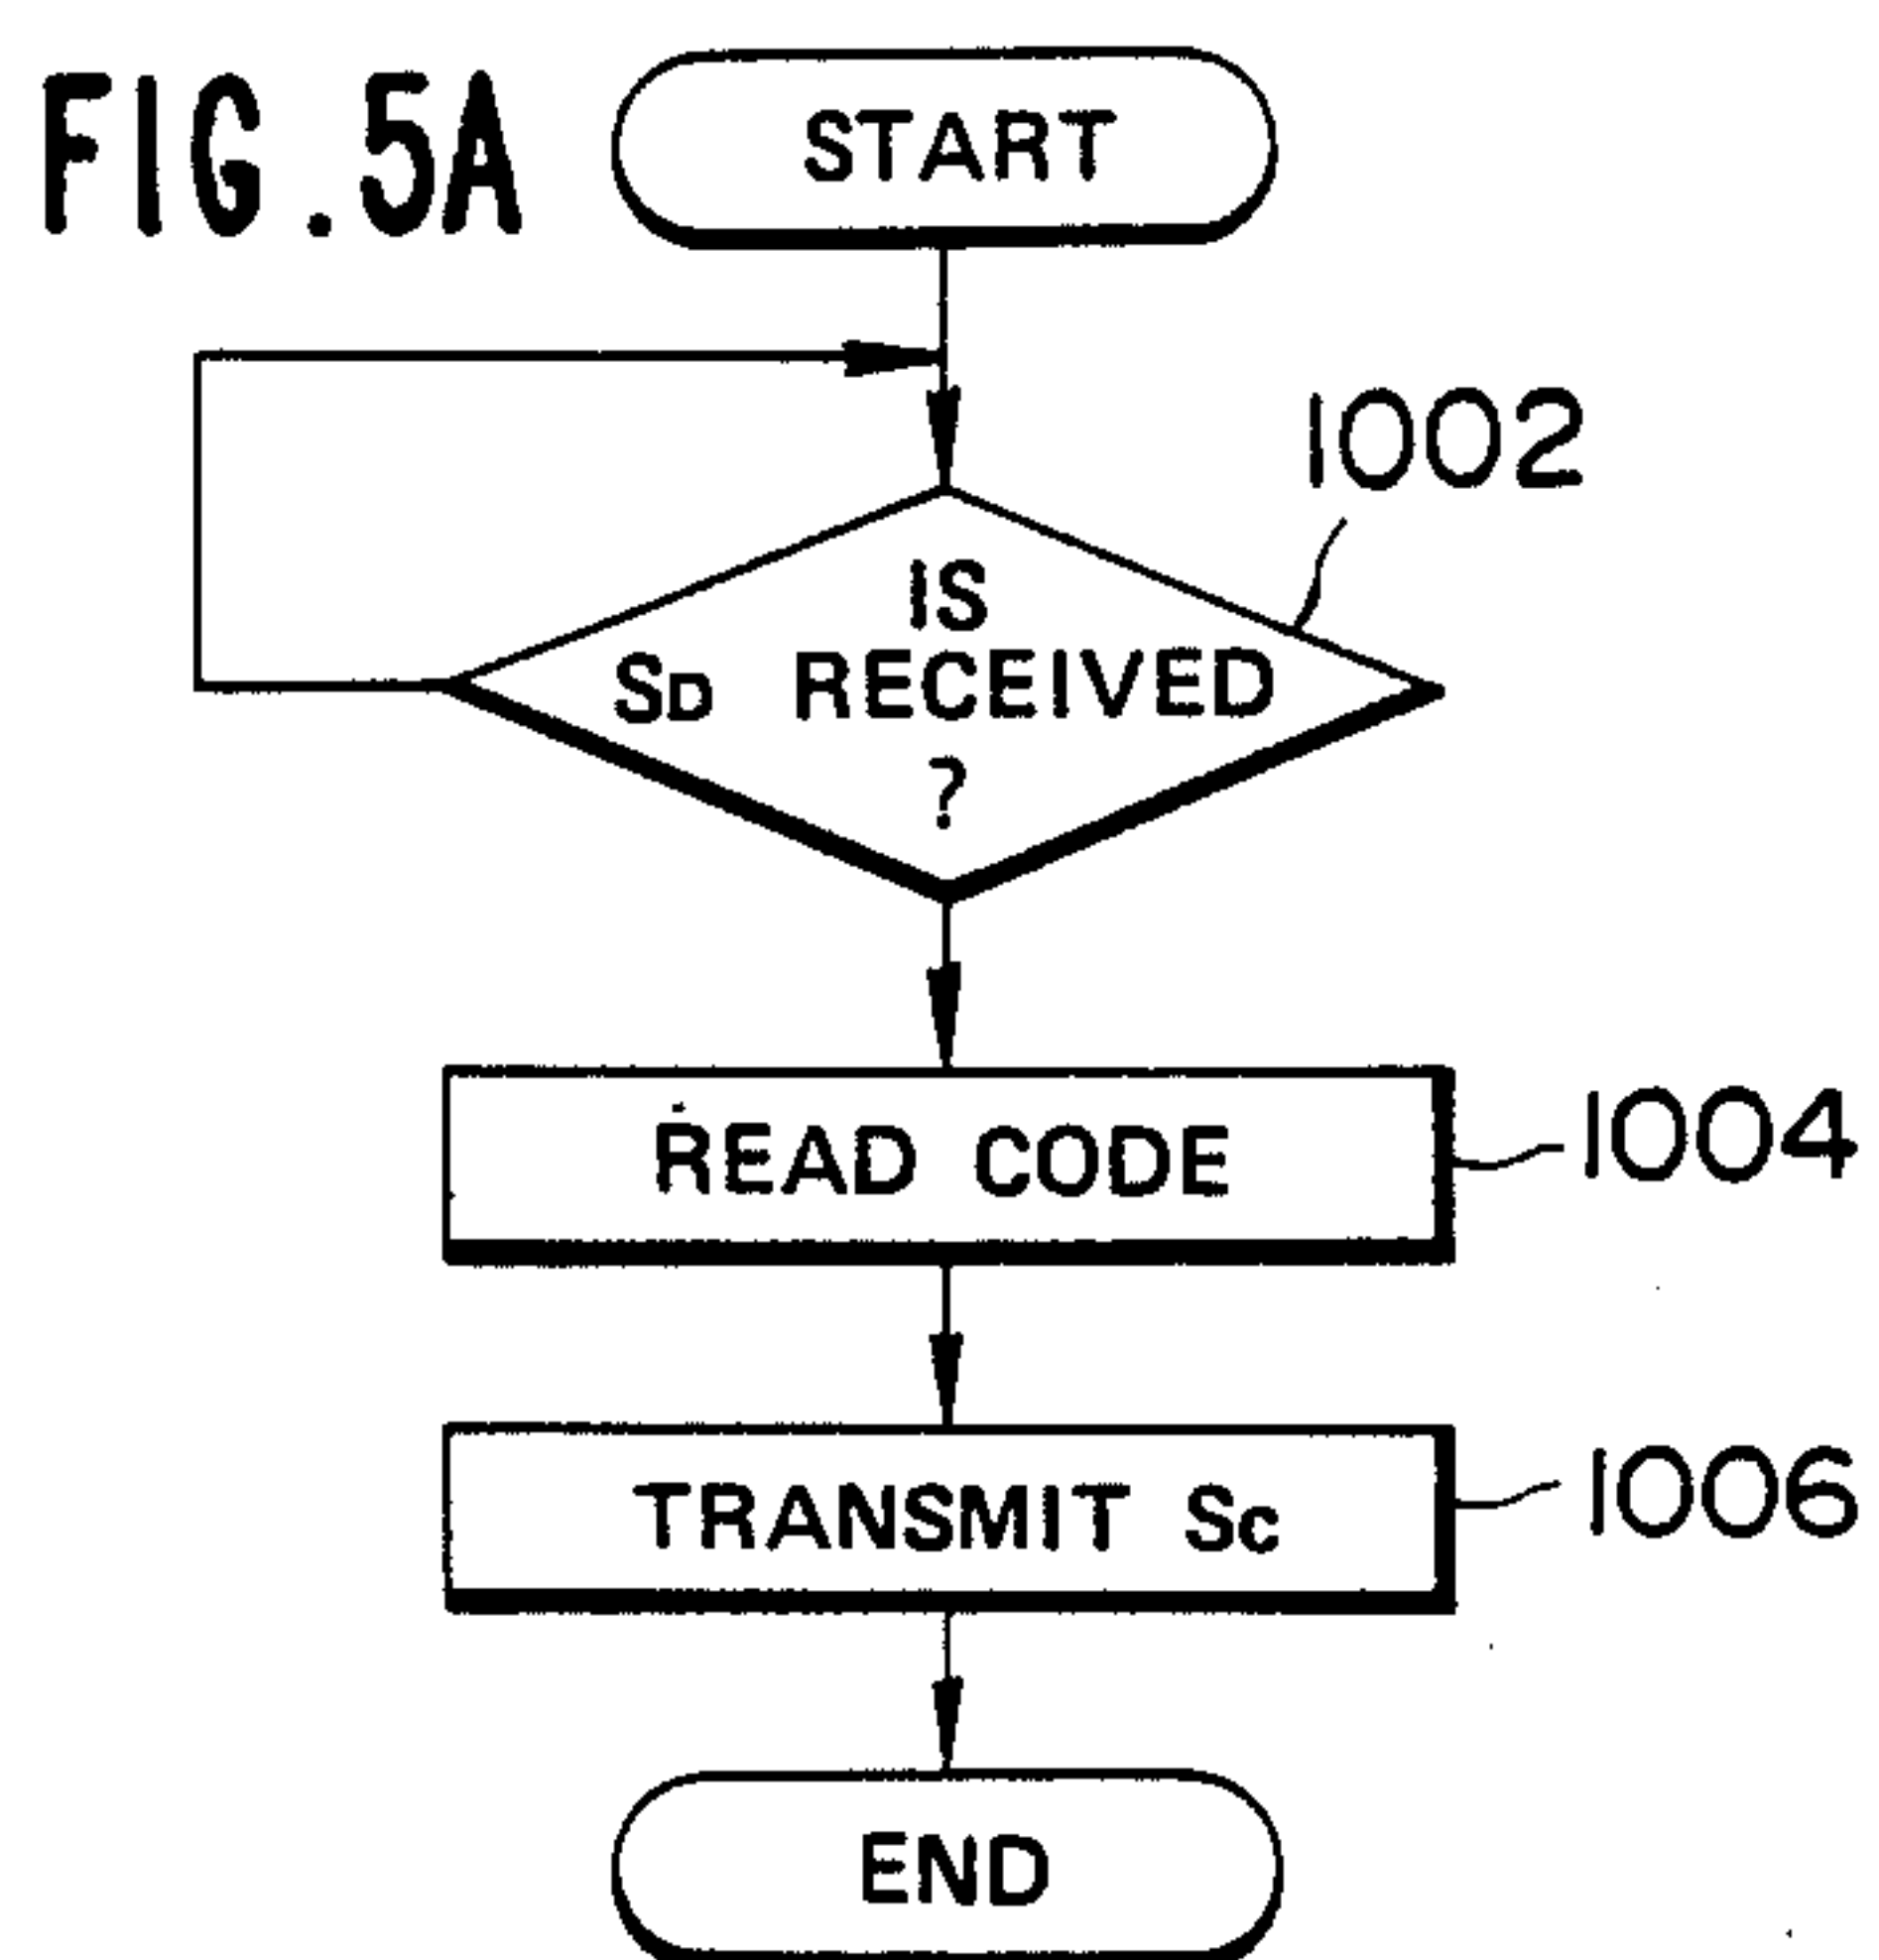 FIG.5A
START
1002
IS
SD RECEIVED
?
READ CODE
1004
TRANSMIT Sc
1006
END